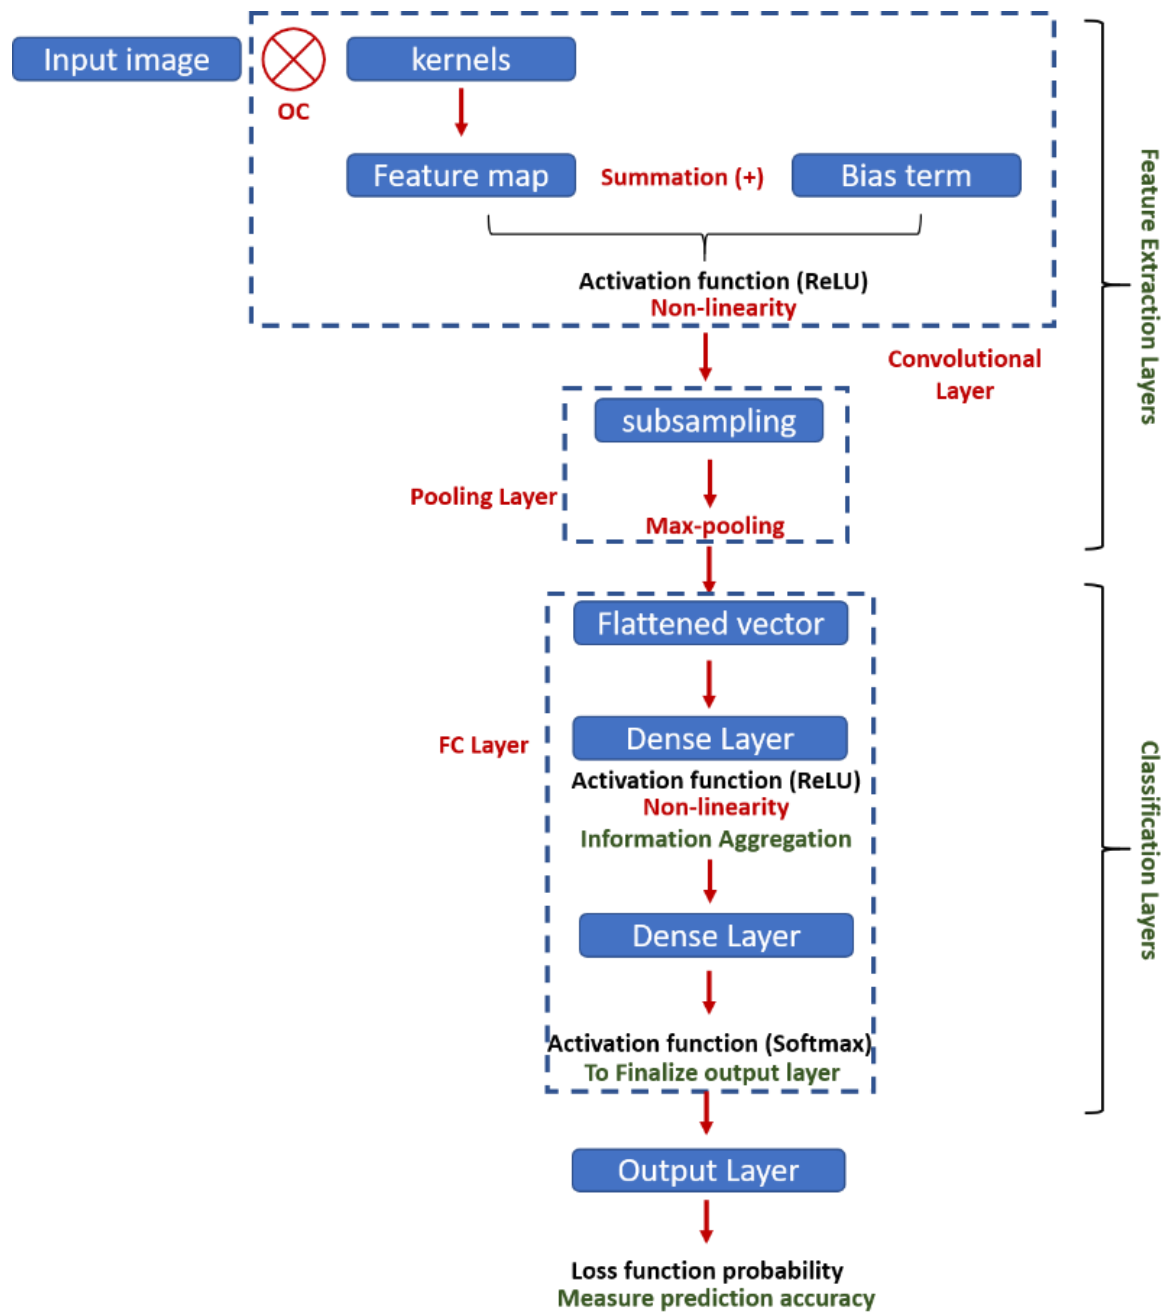 Input image
kernels
OC
Feature map
Summation (+)
Bias term
Activation function (ReLU)
Non-linearity
Convolutional
Layer
Feature Extraction Layers
subsampling
Pooling Layer
Max-pooling
Flattened vector
FC Layer
Dense Layer
Activation function (ReLU)
Non-linearity
Information Aggregation
Dense Layer
Activation function (Softmax)
To Finalize output layer
Classification Layers
Output Layer
Loss function probability
Measure prediction accuracy